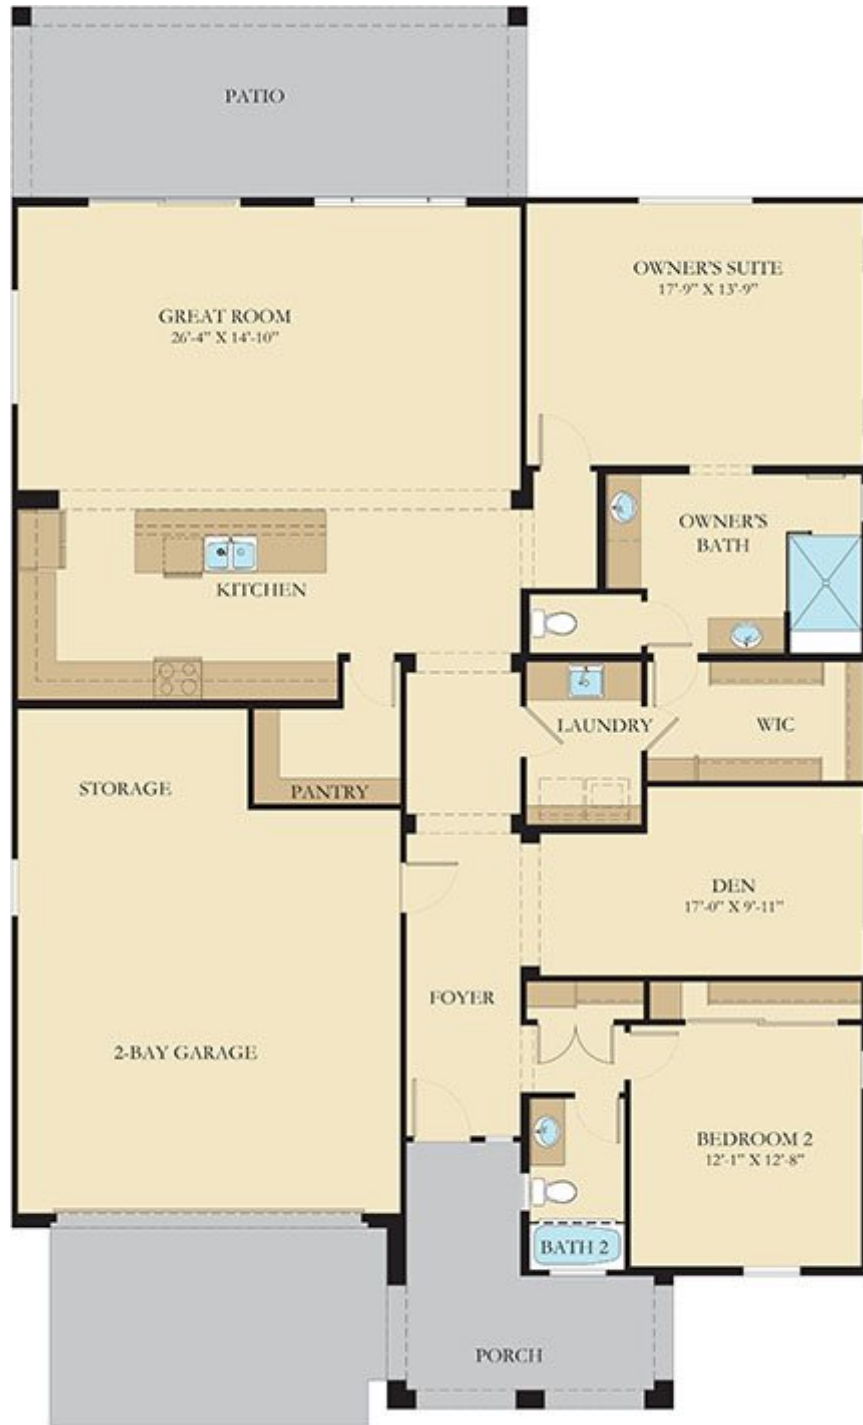 PATIO
OWNER'S SUITE
17'-9" X 13'-9"
GREAT ROOM
26'-4" X 14'-10"
OWNER'S
BATH
KITCHEN
LAUNDRY
WIC
STORAGE
PANTRY
DEN
17'-0" X 9'-11"
FOYER
2-BAY GARAGE
BEDROOM 2
12'-1" X 12'-8"
BATH 2
PORCH